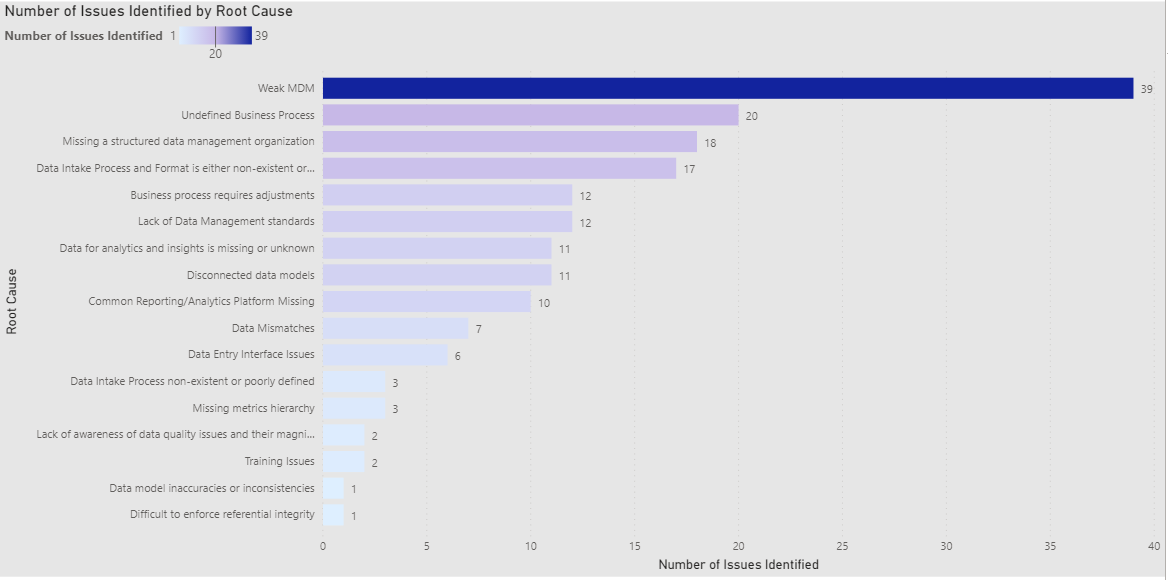 Number of Issues Identified by Root Cause
Number of Issues Identified 1 39
20
Root Cause
Weak MDM 39
Undefined Business Process 20
Missing a structured data management organization 18
Data Intake Process and Format is either non-existent or... 17
Business process requires adjustments 12
Lack of Data Management standards 12
Data for analytics and insights is missing or unknown 11
Disconnected data models 11
Common Reporting/Analytics Platform Missing 10
Data Mismatches 7
Data Entry Interface Issues 6
Data Intake Process non-existent or poorly defined 3
Missing metrics hierarchy 3
Lack of awareness of data quality issues and their magni... 2
Training Issues 2
Data model inaccuracies or inconsistencies 1
Difficult to enforce referential integrity 1
0 5 10 15 20 25 30 35 40
Number of Issues Identified